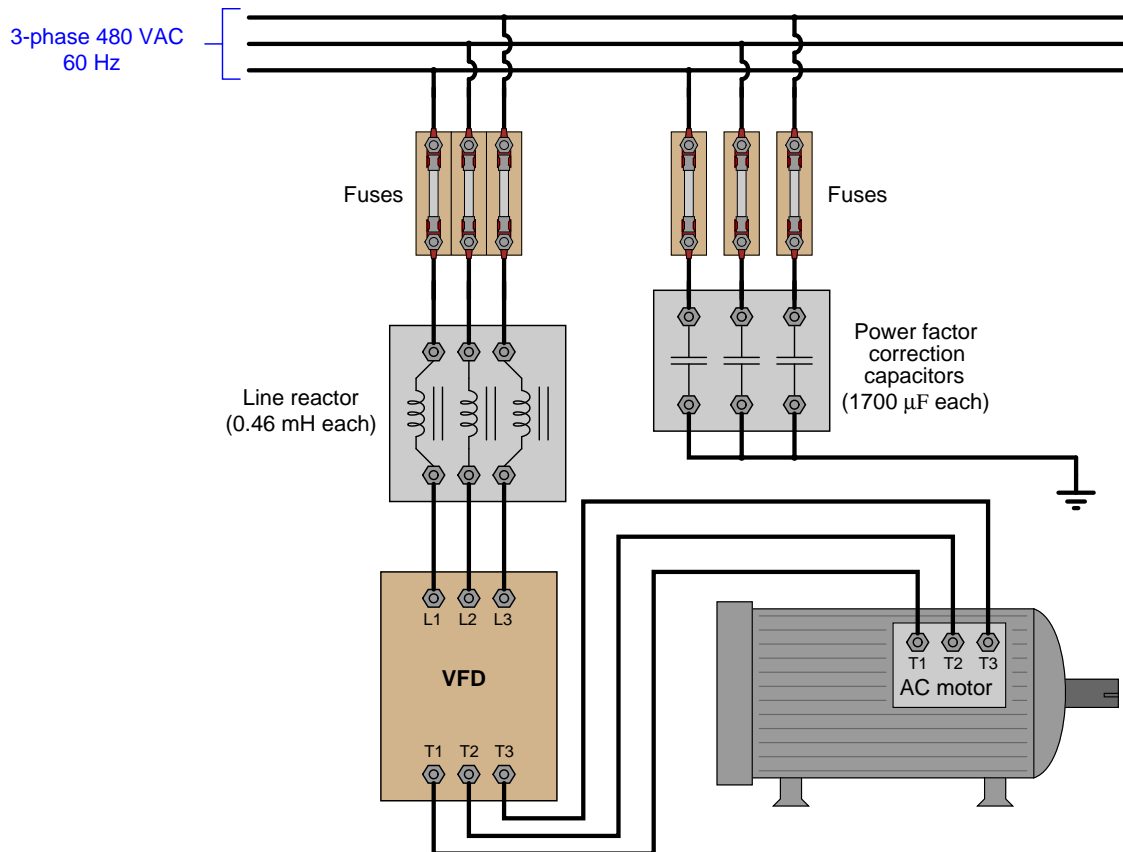 3-phase 480 VAC
60 Hz
Fuses
Fuses
Line reactor
(0.46 mH each)
Power factor
correction
capacitors
(1700 μF each)
L1 L2 L3
VFD
T1 T2 T3
T1 T2 T3
AC motor